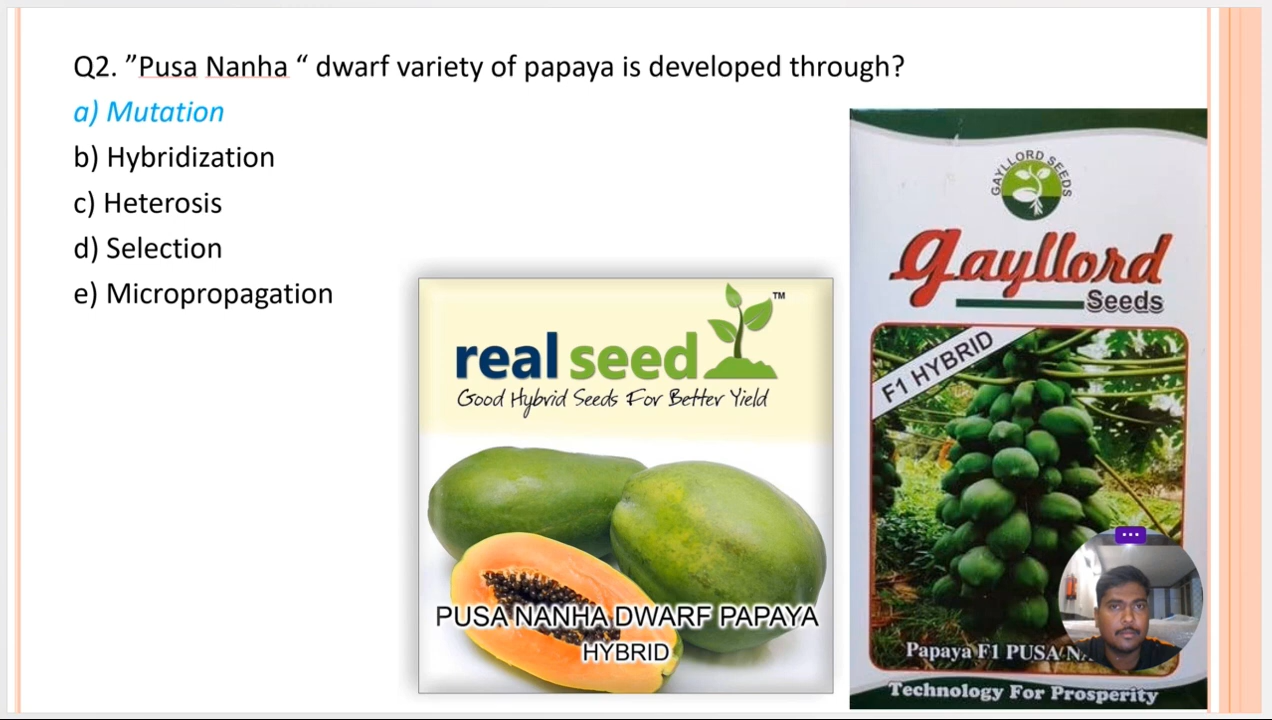 Q2. ”Pusa Nanha “ dwarf variety of papaya is developed through?
a) Mutation
b) Hybridization
c) Heterosis
d) Selection
e) Micropropagation
real seed TM
Good Hybrid Seeds For Better Yield
PUSA NANHA DWARF PAPAYA
HYBRID
GAYLLORD SEEDS
Gayllord
Seeds
F1 HYBRID
Papaya F1 PUSA
Technology For Prosperity